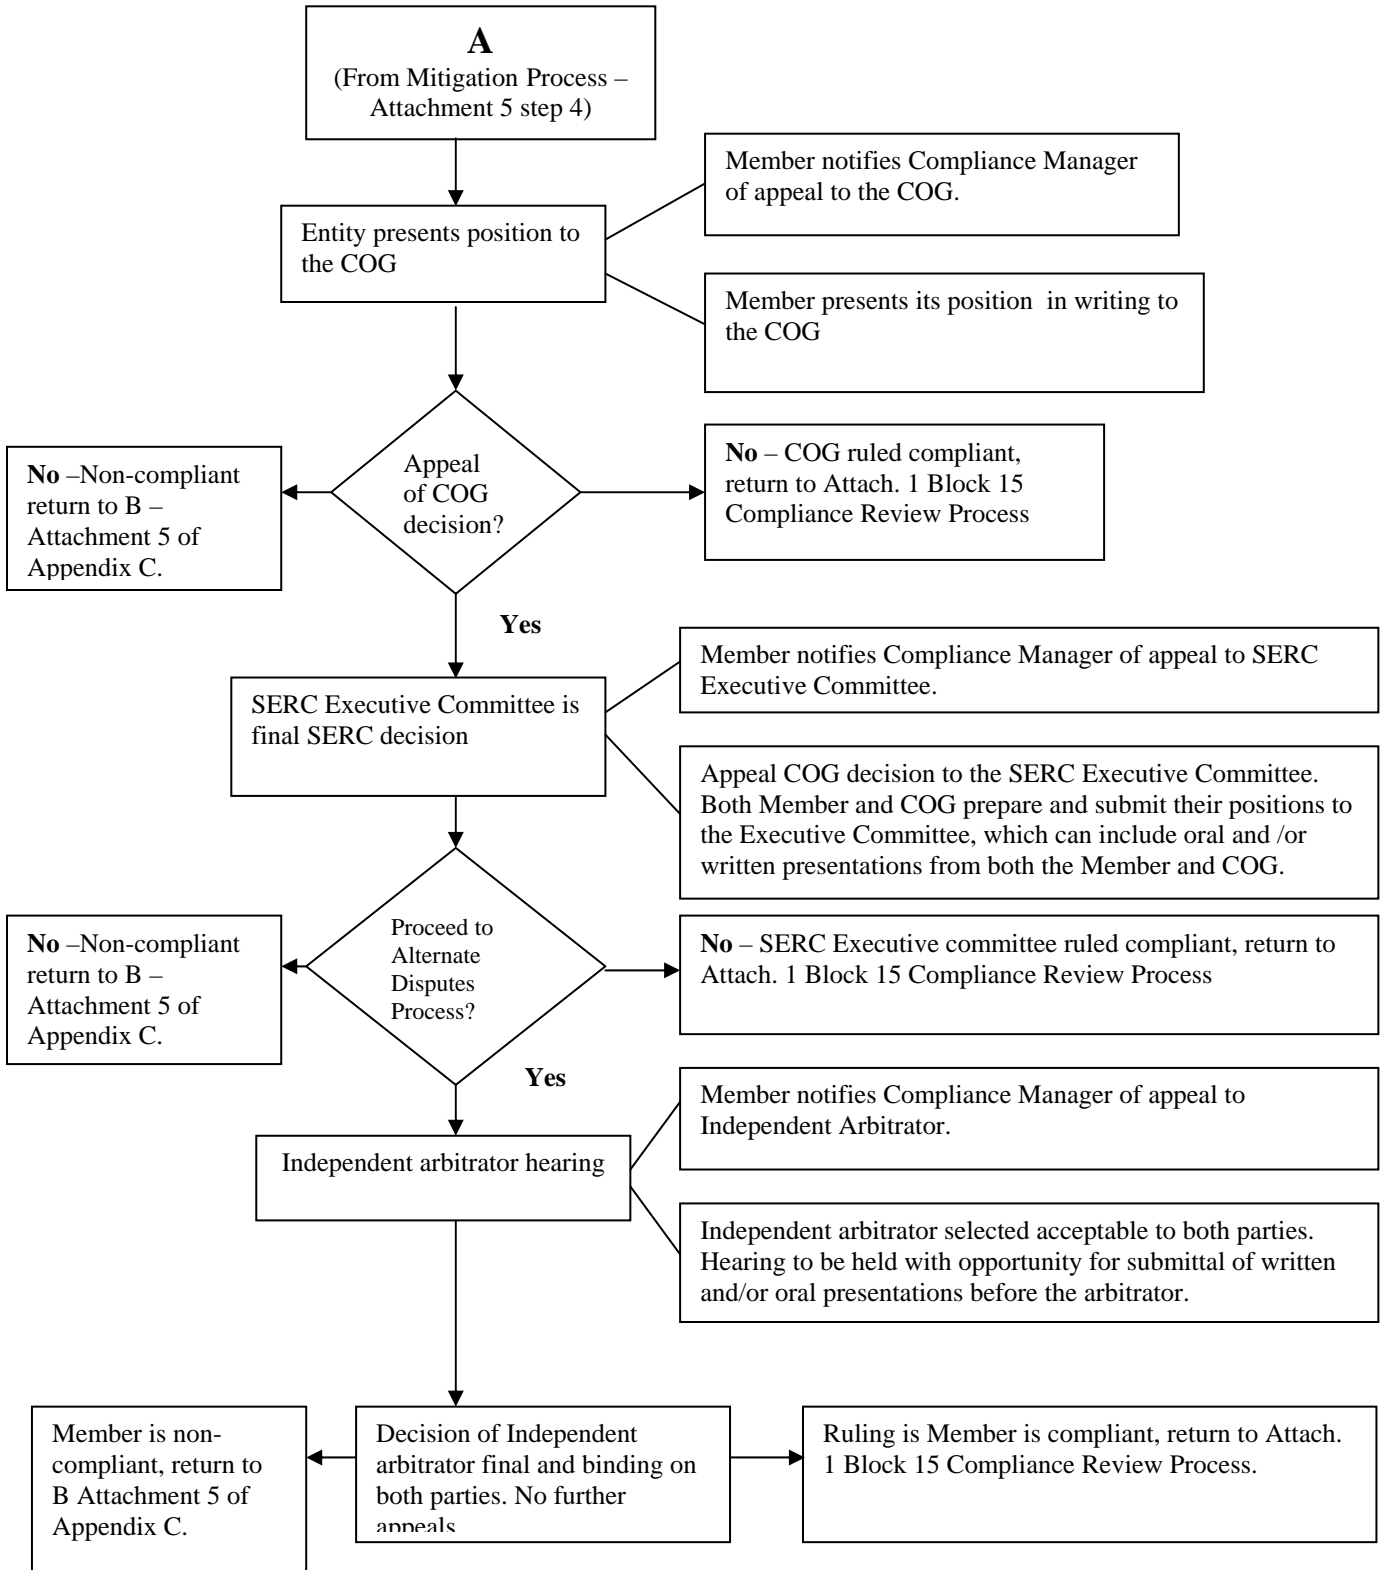 A
(From Mitigation Process –
Attachment 5 step 4)
Member notifies Compliance Manager
of appeal to the COG.
Entity presents position to
the COG
Member presents its position  in writing to
the COG
Appeal
of COG
decision?
No –Non-compliant
return to B –
Attachment 5 of
Appendix C.
No – COG ruled compliant,
return to Attach. 1 Block 15
Compliance Review Process
Yes
Member notifies Compliance Manager of appeal to SERC
Executive Committee.
SERC Executive Committee is
final SERC decision
Appeal COG decision to the SERC Executive Committee.
Both Member and COG prepare and submit their positions to
the Executive Committee, which can include oral and /or
written presentations from both the Member and COG.
Proceed to
Alternate
Disputes
Process?
No –Non-compliant
return to B –
Attachment 5 of
Appendix C.
No – SERC Executive committee ruled compliant, return to
Attach. 1 Block 15 Compliance Review Process
Yes
Member notifies Compliance Manager of appeal to
Independent Arbitrator.
Independent arbitrator hearing
Independent arbitrator selected acceptable to both parties.
Hearing to be held with opportunity for submittal of written
and/or oral presentations before the arbitrator.
Member is non-
compliant, return to
B Attachment 5 of
Appendix C.
Decision of Independent
arbitrator final and binding on
both parties. No further
appeals
Ruling is Member is compliant, return to Attach.
1 Block 15 Compliance Review Process.